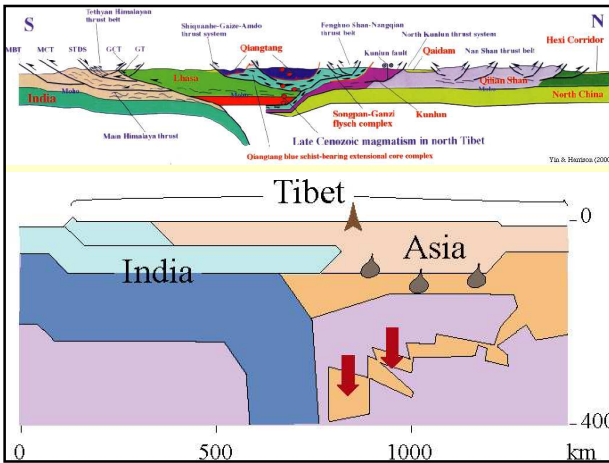 S
N
Tethyan Himalayan
thrust belt
Shiquanhe-Gaize-Amdo
thrust system
Fenghuo Shan-Nangqian
thrust belt
North Kunlun thrust system
Hexi Corridor
MBT
MCT
STDS
GCT
GT
Qiangtang
Kunlun fault
Qaidam
Nan Shan thrust belt
Lhasa
Qilian Shan
Moho
Moho
India
North China
Main Himalaya thrust
Songpan-Ganzi
flysch complex
Kunlun
Late Cenozoic magmatism in north Tibet
Qiangtang blue schist-bearing extensional core complex
Yin & Harrison (2000
Tibet
0
India
Asia
400
0
500
1000
km